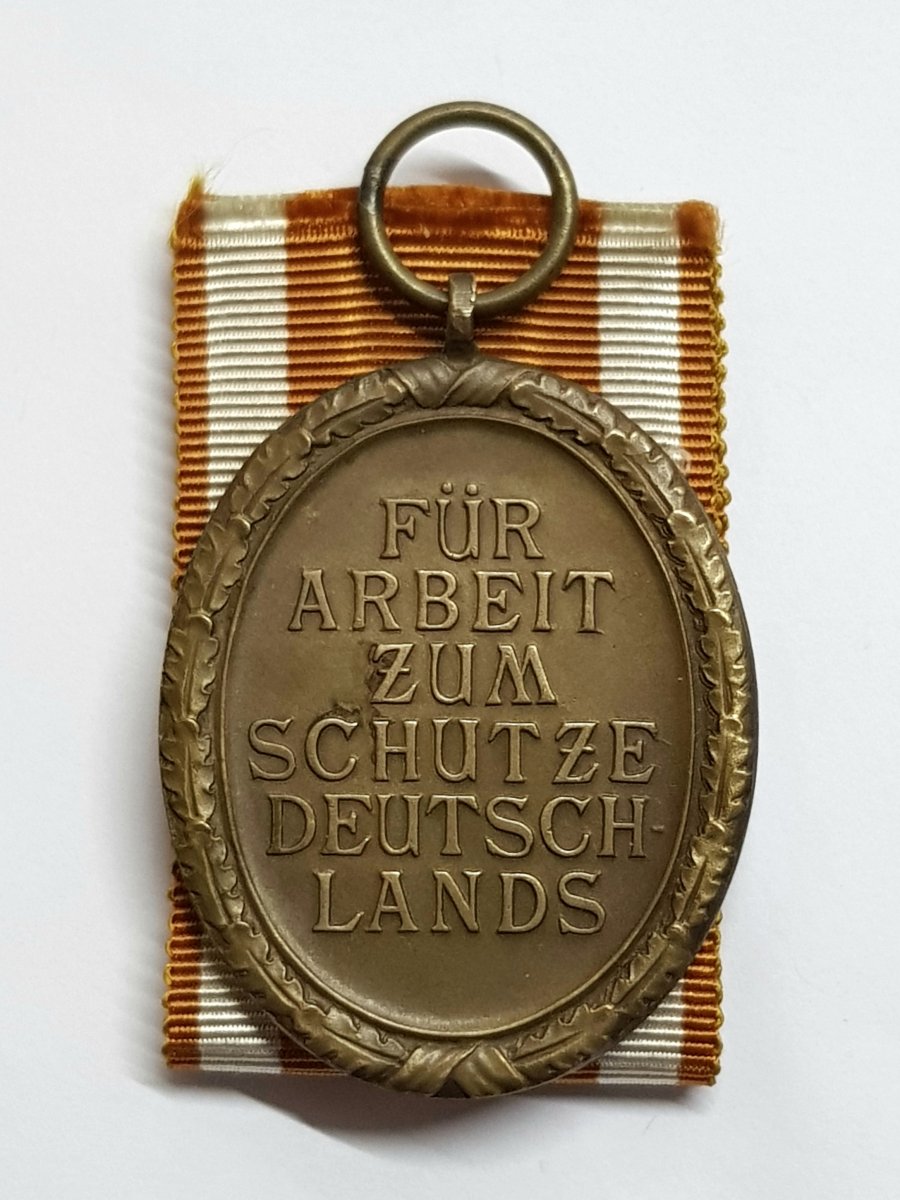 FÜR
ARBEIT
ZUM
SCHUTZE
DEUTSCH-
LANDS